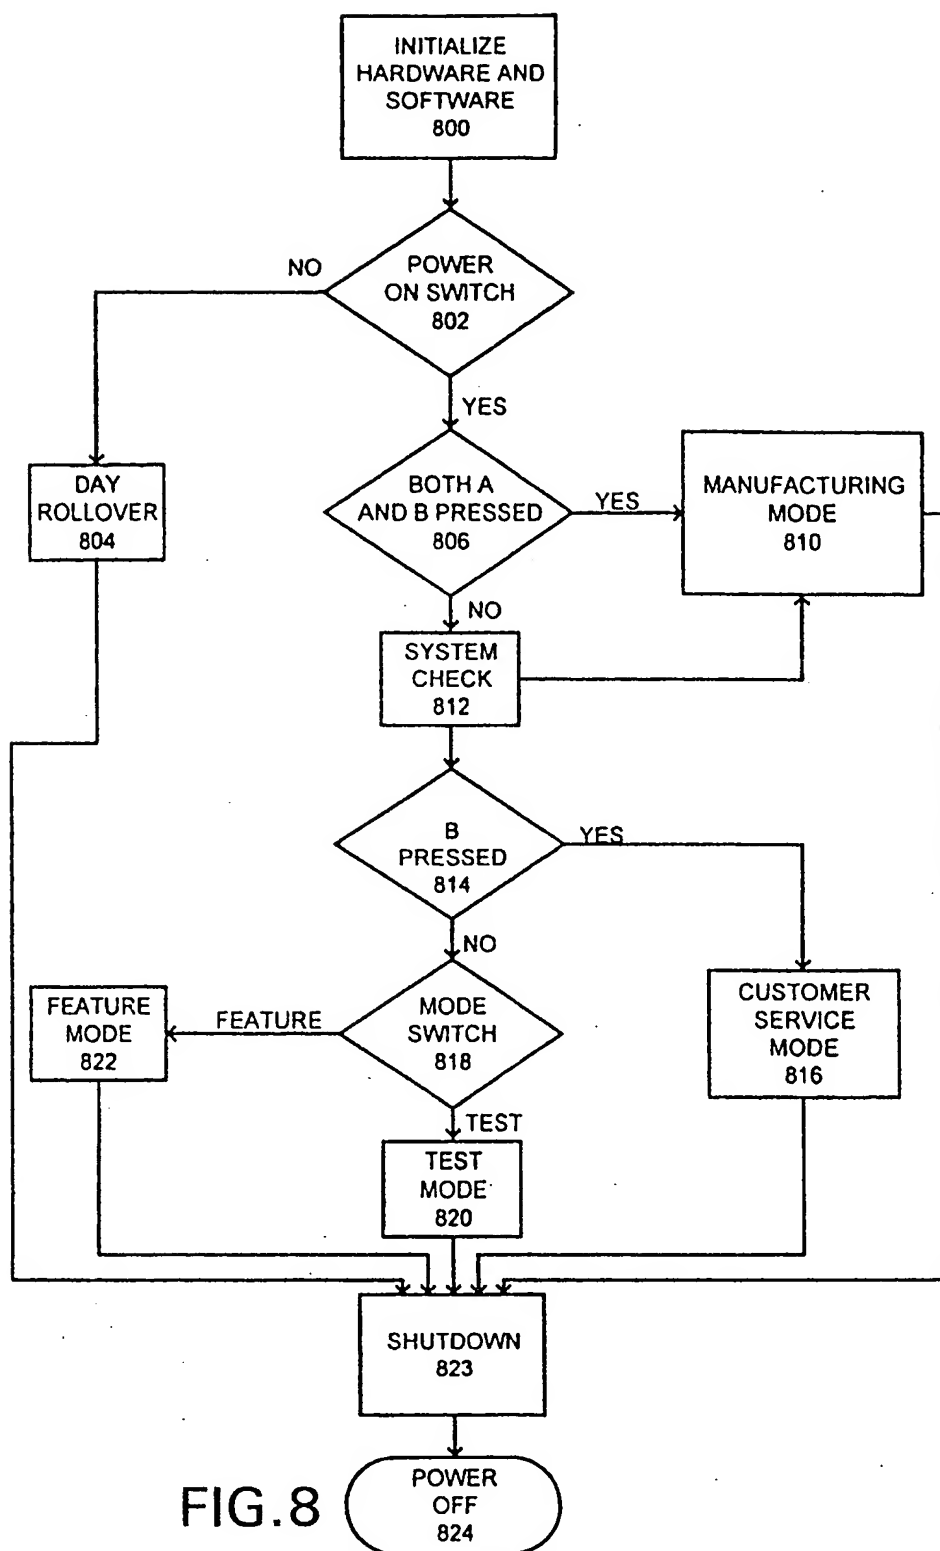 INITIALIZE
HARDWARE AND
SOFTWARE
800
NO
POWER
ON SWITCH
802
YES
DAY
ROLLOVER
804
BOTH A
AND B PRESSED
806
YES
MANUFACTURING
MODE
810
NO
SYSTEM
CHECK
812
B
PRESSED
814
YES
NO
FEATURE
MODE
822
FEATURE
MODE
SWITCH
818
CUSTOMER
SERVICE
MODE
816
TEST
TEST
MODE
820
SHUTDOWN
823
POWER
OFF
824
FIG.8